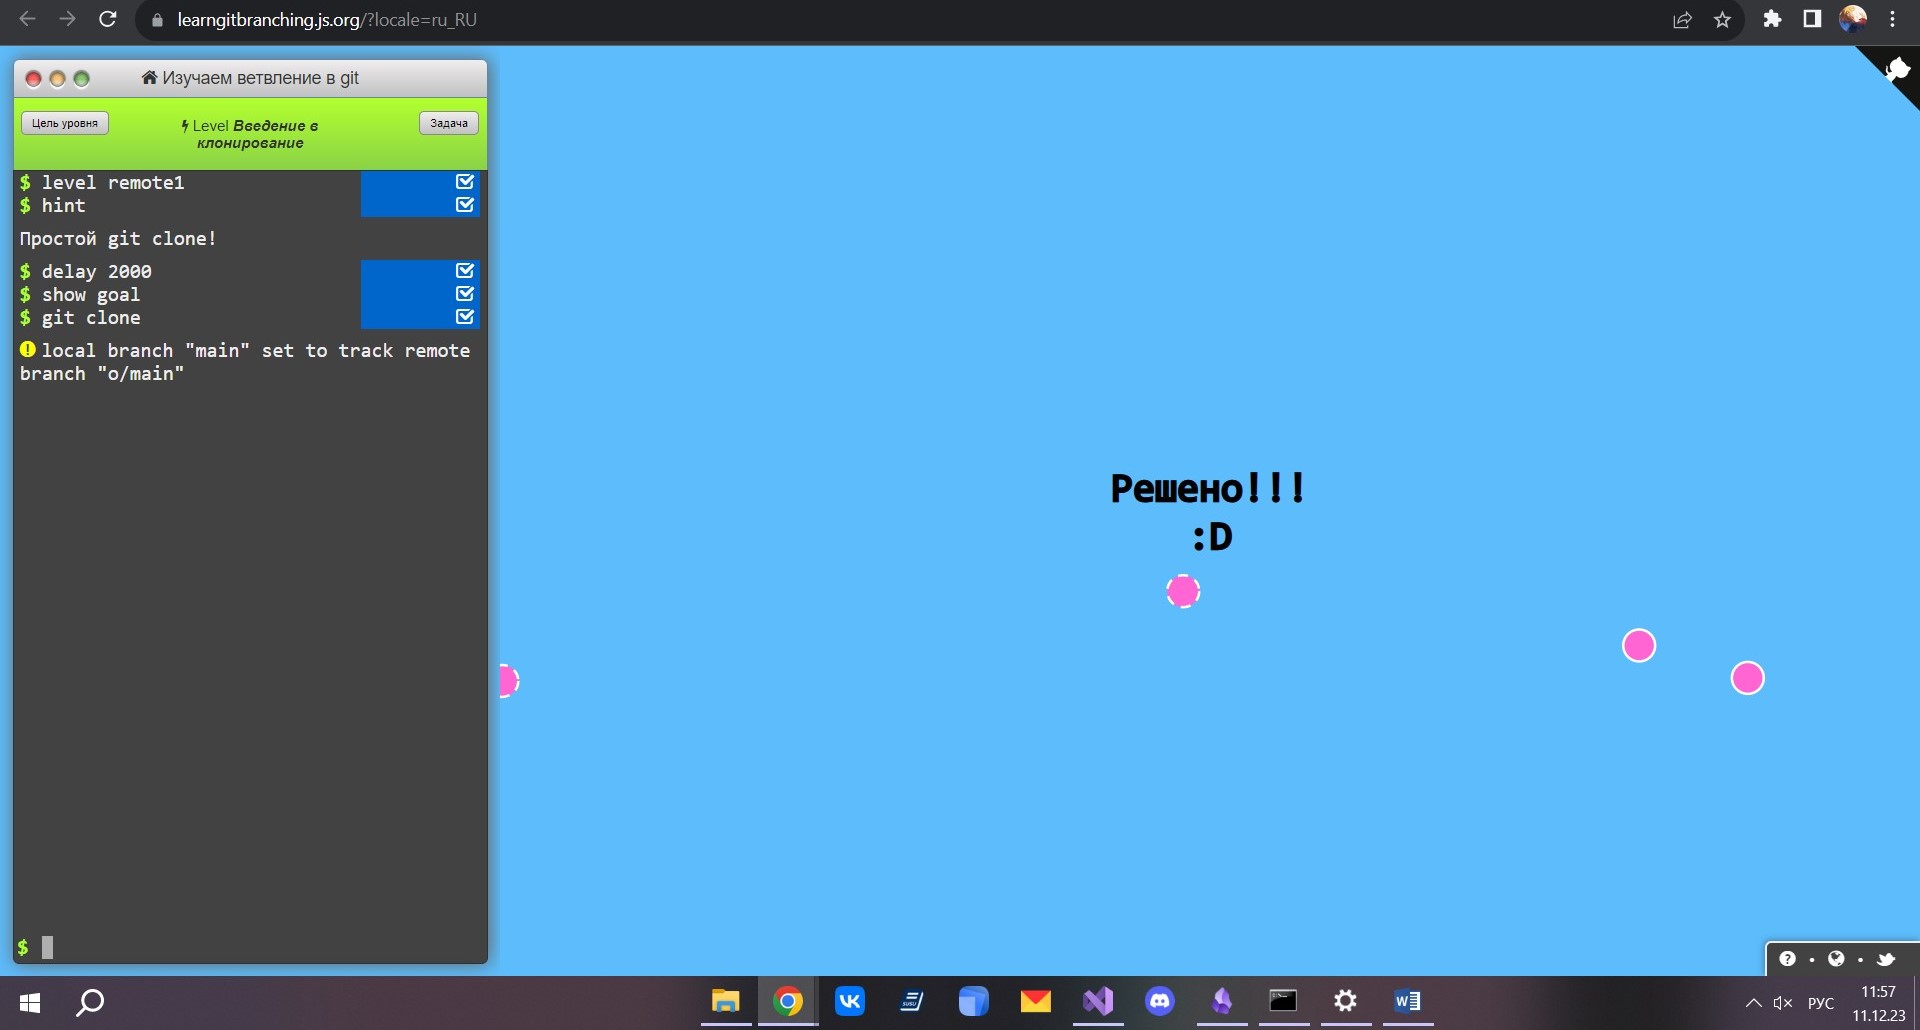 learngitbranching.js.org/?locale=ru_RU
Изучаем ветвление в git
Цель уровня
Level Введение в
клонирование
Задача
$ level remote1
$ hint
Простой git clone!
$ delay 2000
$ show goal
$ git clone
local branch "main" set to track remote
branch "o/main"
$
Решено!!!
:D
РУС
11:57
11.12.23